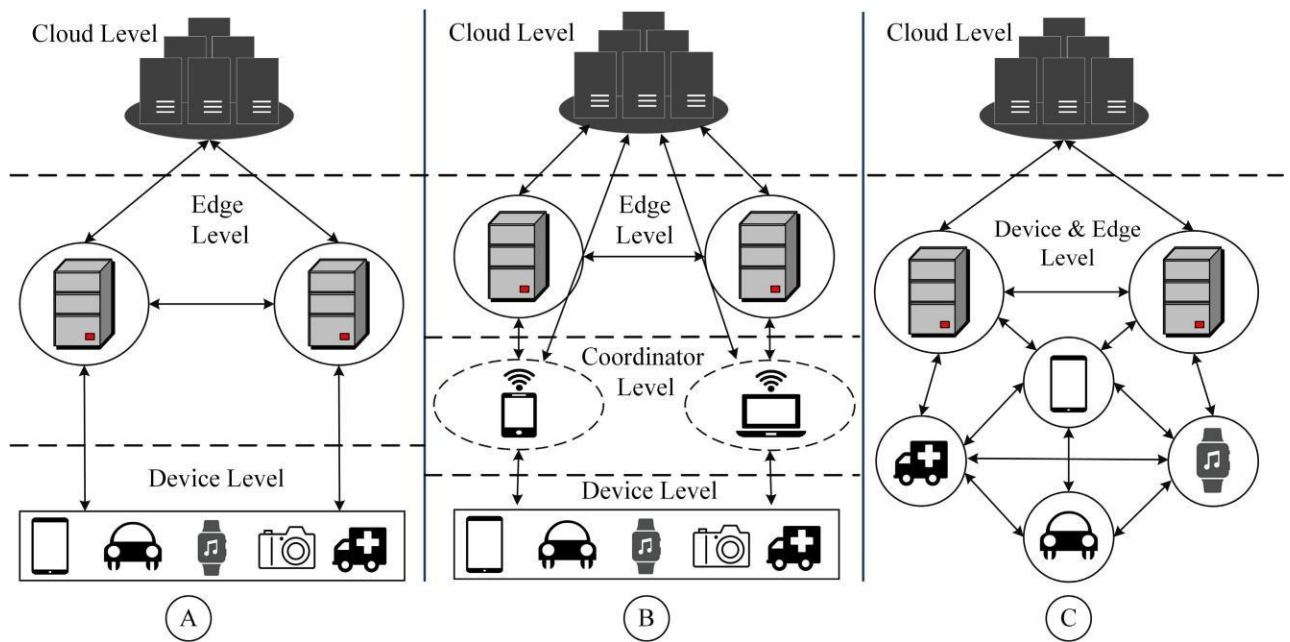 Cloud Level
Edge
Level
Device Level
A
Cloud Level
Edge
Level
Coordinator
Level
Device Level
B
Cloud Level
Device & Edge
Level
C